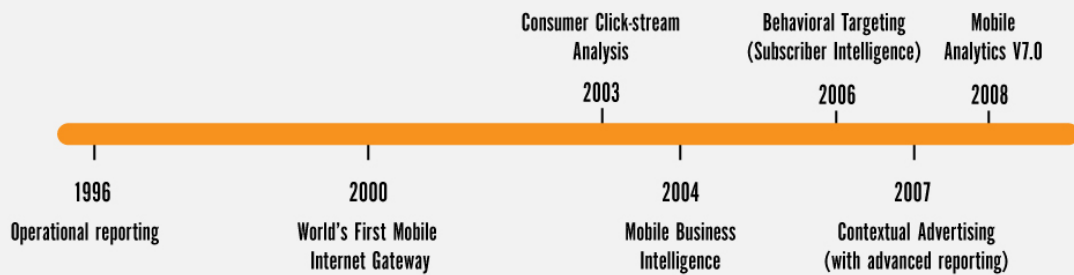 Consumer Click-stream
Analysis
2003
Behavioral Targeting
(Subscriber Intelligence)
2006
Mobile
Analytics V7.0
2008
1996
Operational reporting
2000
World's First Mobile
Internet Gateway
2004
Mobile Business
Intelligence
2007
Contextual Advertising
(with advanced reporting)